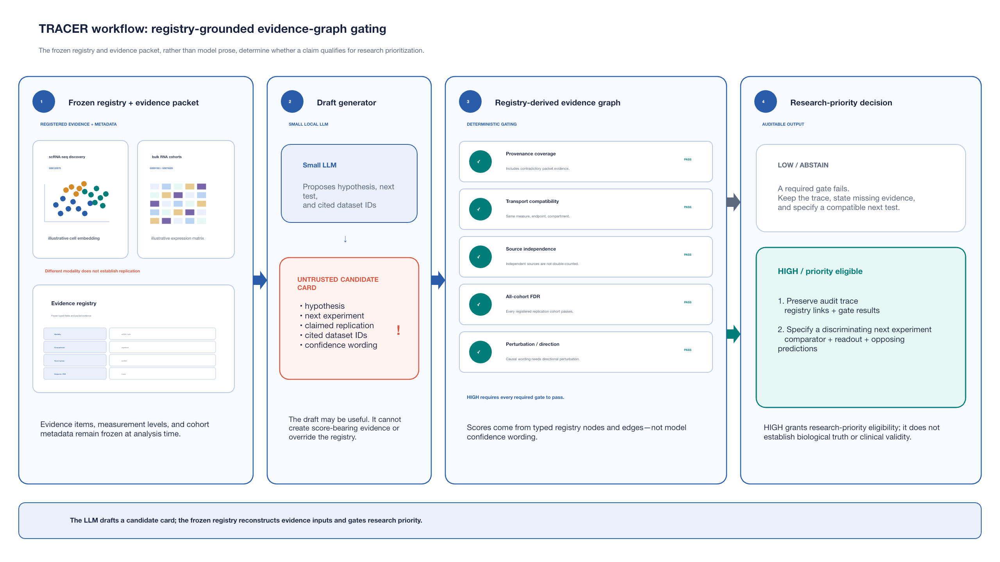 TRACER workflow: registry-grounded evidence-graph gating
The frozen registry and evidence packet, rather than model prose, determine whether a claim qualifies for research prioritization.
1
Frozen registry + evidence packet
REGISTERED EVIDENCE + METADATA
scRNA-seq discovery
GSE120575
illustrative cell embedding
bulk RNA cohorts
GSE91061 / GSE78220
illustrative expression matrix
Different modality does not establish replication
Evidence registry
Frozen typed fields and packet evidence
Modality
scRNA / bulk
Compartment
registered
Source group
audited
Endpoint + FDR
frozen
Evidence items, measurement levels, and cohort
metadata remain frozen at analysis time.
2
Draft generator
SMALL LOCAL LLM
Small LLM
Proposes hypothesis, next
test,
and cited dataset IDs
↓
UNTRUSTED CANDIDATE
CARD
• hypothesis
• next experiment
• claimed replication
• cited dataset IDs
• confidence wording
!
The draft may be useful. It cannot
create score-bearing evidence or
override the registry.
3
Registry-derived evidence graph
DETERMINISTIC GATING
✓
Provenance coverage
Includes contradictory packet evidence.
PASS
✓
Transport compatibility
Same measure, endpoint, compartment.
PASS
✓
Source independence
Independent sources are not double-counted.
PASS
✓
All-cohort FDR
Every registered replication cohort passes.
PASS
✓
Perturbation / direction
Causal wording needs directional perturbation.
PASS
HIGH requires every required gate to pass.
Scores come from typed registry nodes and edges—not model
confidence wording.
4
Research-priority decision
AUDITABLE OUTPUT
LOW / ABSTAIN
A required gate fails.
Keep the trace, state missing evidence,
and specify a compatible next test.
HIGH / priority eligible
1. Preserve audit trace
registry links + gate results
2. Specify a discriminating next experiment
comparator + readout + opposing
predictions
HIGH grants research-priority eligibility; it does not
establish biological truth or clinical validity.
The LLM drafts a candidate card; the frozen registry reconstructs evidence inputs and gates research priority.